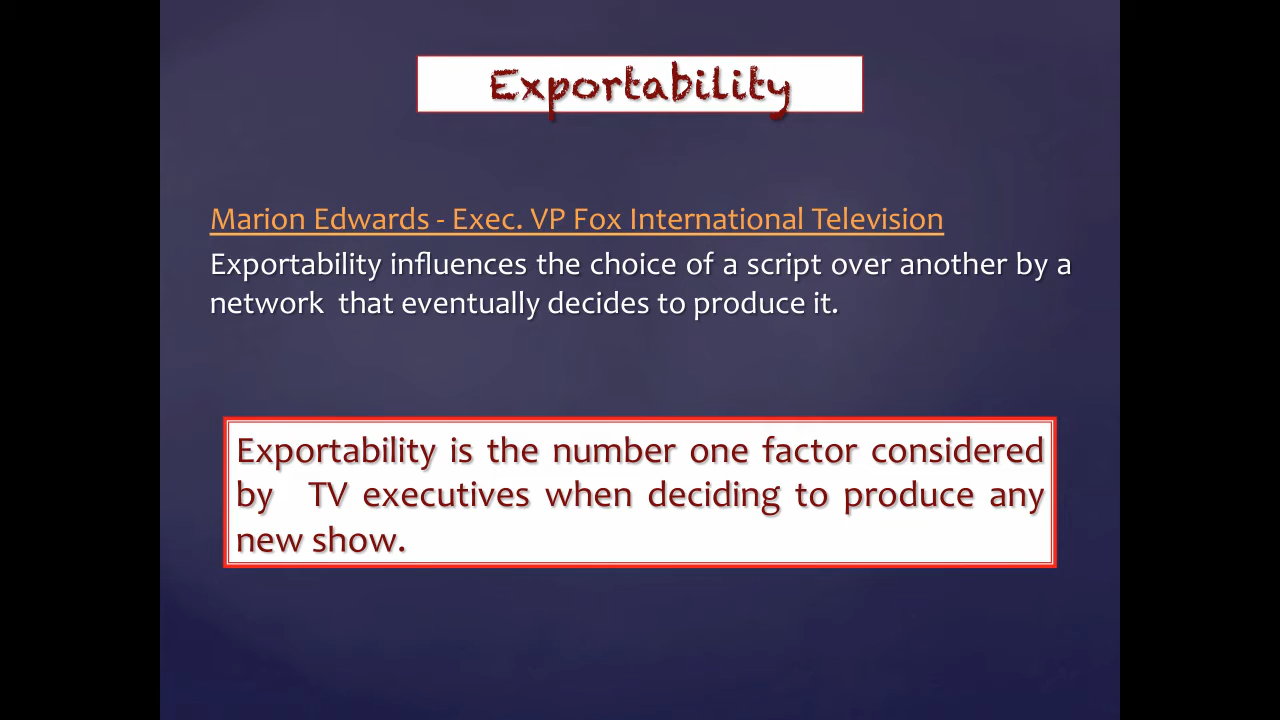 Exportability
Marion Edwards - Exec. VP Fox International Television
Exportability influences the choice of a script over another by a
network  that eventually decides to produce it.
Exportability is the number one factor considered
by  TV executives when deciding to produce any
new show.